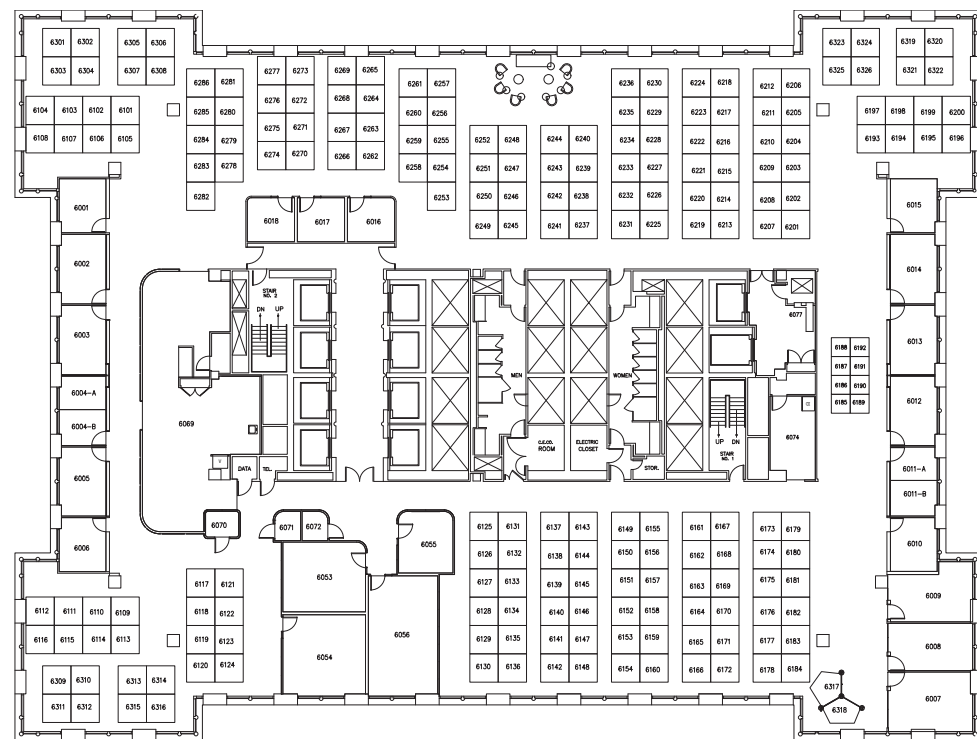 6301 6302 6305 6306 6323 6324 6319 6320
6303 6304 6307 6308 6325 6326 6321 6322
6286 6281 6277 6273 6269 6265 6261 6257 6236 6230 6224 6218 6212 6206
6276 6272 6268 6264
6104 6103 6102 6101 6285 6280 6260 6256 6235 6229 6223 6217 6211 6205 6197 6198 6199 6200
6275 6271 6267 6263
6108 6107 6106 6105 6284 6279 6259 6255 6252 6248 6244 6240 6234 6228 6222 6216 6210 6204 6193 6194 6195 6196
6274 6270 6266 6262
6283 6278 6258 6254 6251 6247 6243 6239 6233 6227 6221 6215 6209 6203
6282 6253 6250 6246 6242 6238 6232 6226 6220 6214 6208 6202
6001 6015
6018 6017 6016 6249 6245 6241 6237 6231 6225 6219 6213 6207 6201
6002 6014
STAIR
NO. 2
DN UP
6077
6003 6013
6188 6192
6187 6191
MEN WOMEN
6186 6190
6004-A 6012
6185 6189
6004-B
6069 6074
UP DN
C.E.CO. ELECTRIC
ROOM CLOSET
STAIR
NO. 1
6005 DATA TEL. STOR. 6011-A
6011-B
6070 6071 6072 6125 6131 6137 6143 6149 6155 6161 6167 6173 6179
6006 6055 6010
6126 6132 6138 6144 6150 6156 6162 6168 6174 6180
6117 6121 6053 6127 6133 6139 6145 6151 6157 6163 6169 6175 6181 6009
6112 6111 6110 6109 6118 6122 6128 6134 6140 6146 6152 6158 6164 6170 6176 6182
6116 6115 6114 6113 6119 6123 6056 6129 6135 6141 6147 6153 6159 6165 6171 6177 6183 6008
6054
6120 6124 6130 6136 6142 6148 6154 6160 6166 6172 6178 6184
6309 6310 6313 6314 6317
6311 6312 6315 6316 6318 6007